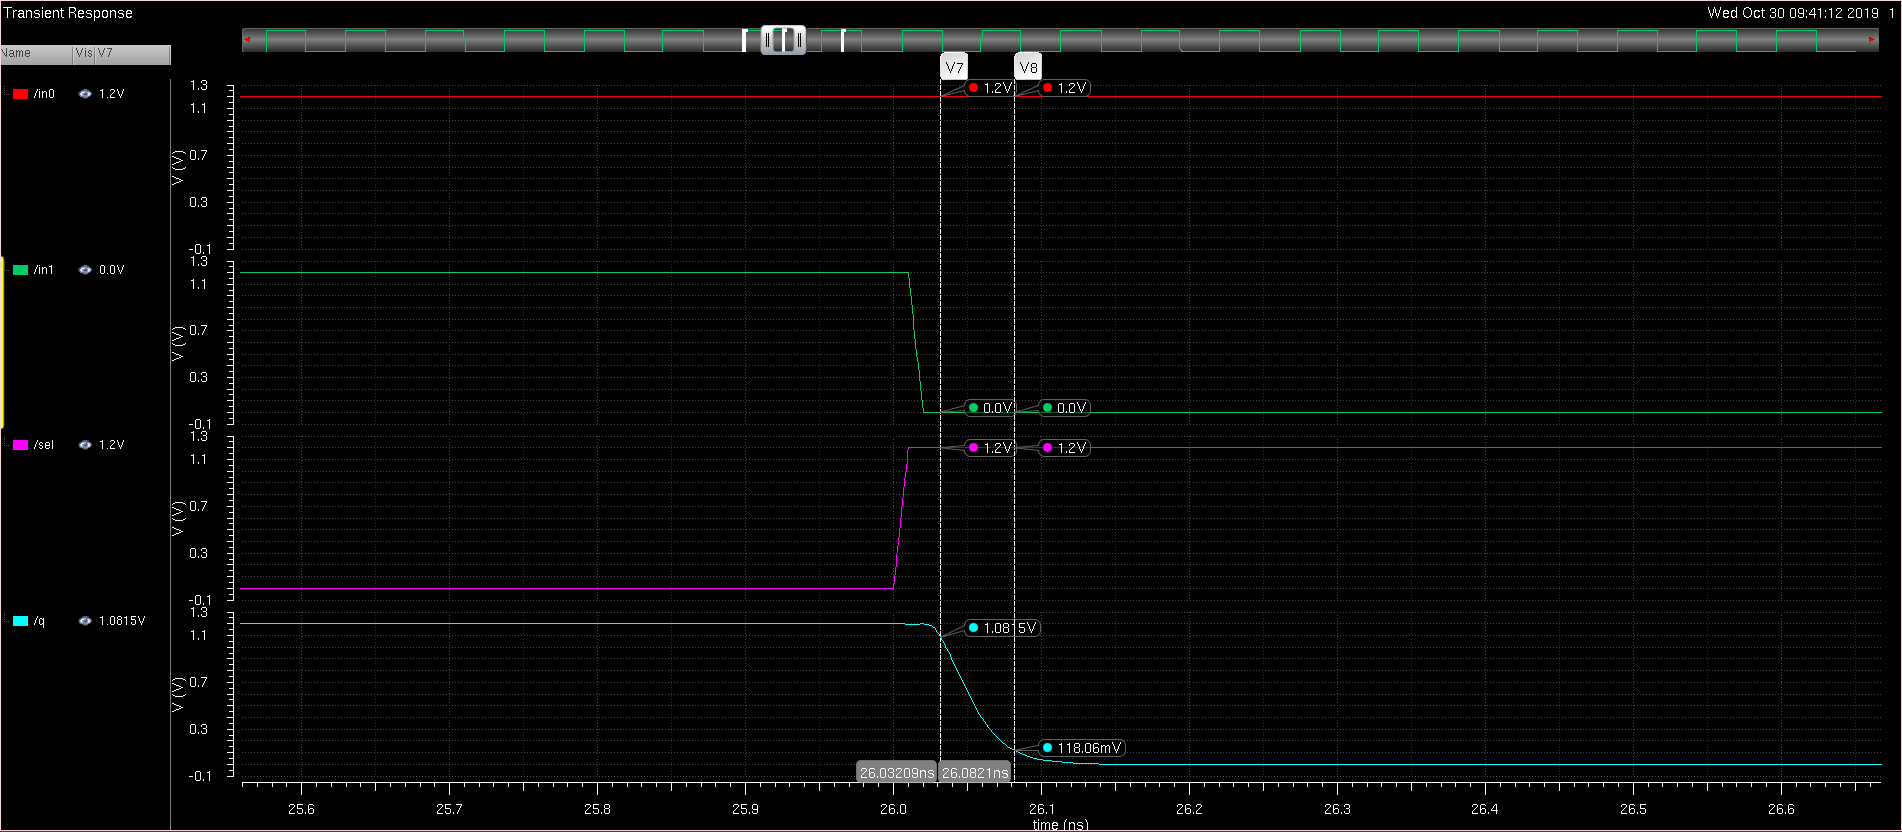 Transient Response
Wed Oct 30 09:41:12 2019 1
Name Vis V7
V7 V8
/in0 1.2V
1.3
1.1
0.7
0.3
-0.1
V (V)
1.2V 1.2V
/in1 0.0V
1.3
1.1
0.7
0.3
-0.1
V (V)
0.0V 0.0V
/sel 1.2V
1.3
1.1
0.7
0.3
-0.1
V (V)
1.2V 1.2V
/q 1.0815V
1.3
1.1
0.7
0.3
-0.1
V (V)
1.0815V
118.06mV
26.03209ns 26.0821ns
25.6 25.7 25.8 25.9 26.0 26.1 26.2 26.3 26.4 26.5 26.6
time (ns)